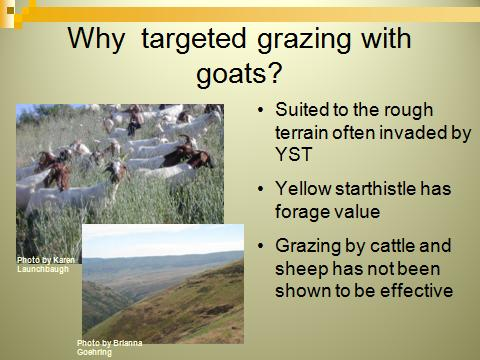 Why targeted grazing with
goats?
• Suited to the rough
terrain often invaded by
YST
• Yellow starthistle has
forage value
• Grazing by cattle and
sheep has not been
shown to be effective
Photo by Karen
Launchbaugh
Photo by Brianna
Goehring